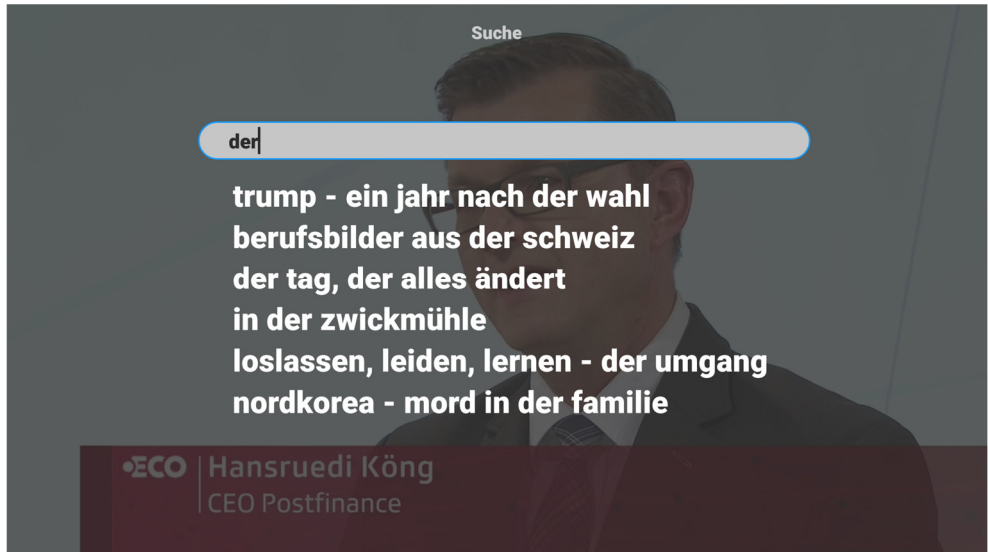 Suche
der
trump - ein jahr nach der wahl
berufsbilder aus der schweiz
der tag, der alles ändert
in der zwickmühle
loslassen, leiden, lernen - der umgang
nordkorea - mord in der familie
ECO
Hansruedi Köng
CEO Postfinance